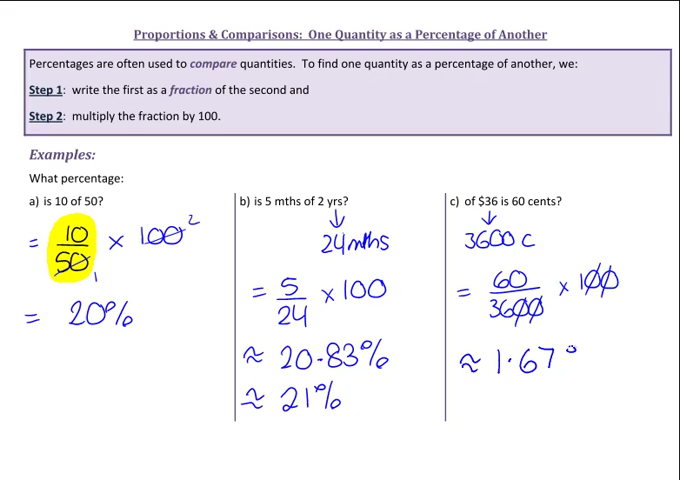 Proportions & Comparisons: One Quantity as a Percentage of Another
Percentages are often used to compare quantities. To find one quantity as a percentage of another, we:
Step 1: write the first as a fraction of the second and
Step 2: multiply the fraction by 100.
Examples:
What percentage:
a) is 10 of 50?
= 10/50 × 100 2
1
= 20%
b) is 5 mths of 2 yrs?
↓
24mths
= 5/24 × 100
≈ 20.83%
≈ 21%
c) of $36 is 60 cents?
↓
3600 c
= 60/3600 × 100
≈ 1.67°